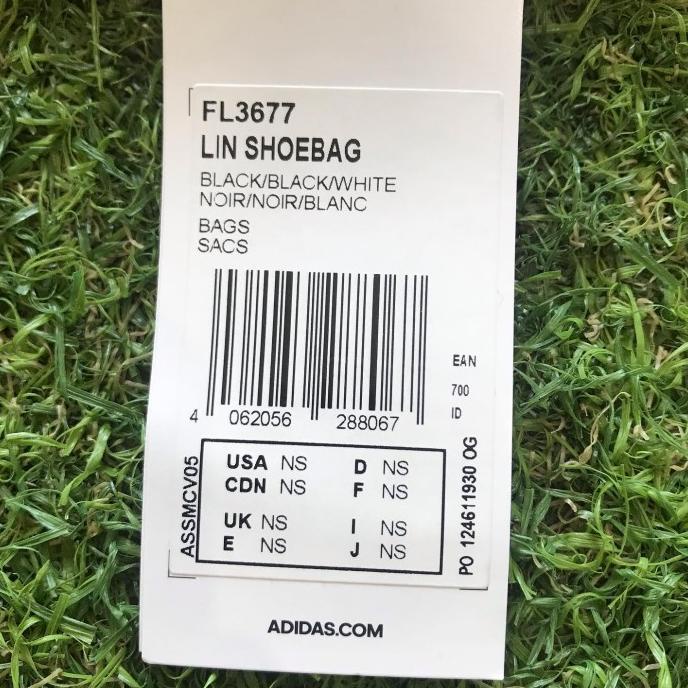 FL3677
LIN SHOEBAG
BLACK/BLACK/WHITE
NOIR/NOIR/BLANC
BAGS
SACS
EAN
700
ID
4 062056 288067
ASSMCV05
USA NS D NS
CDN NS F NS
UK NS I NS
E NS J NS
PO 124611930 OG
ADIDAS.COM